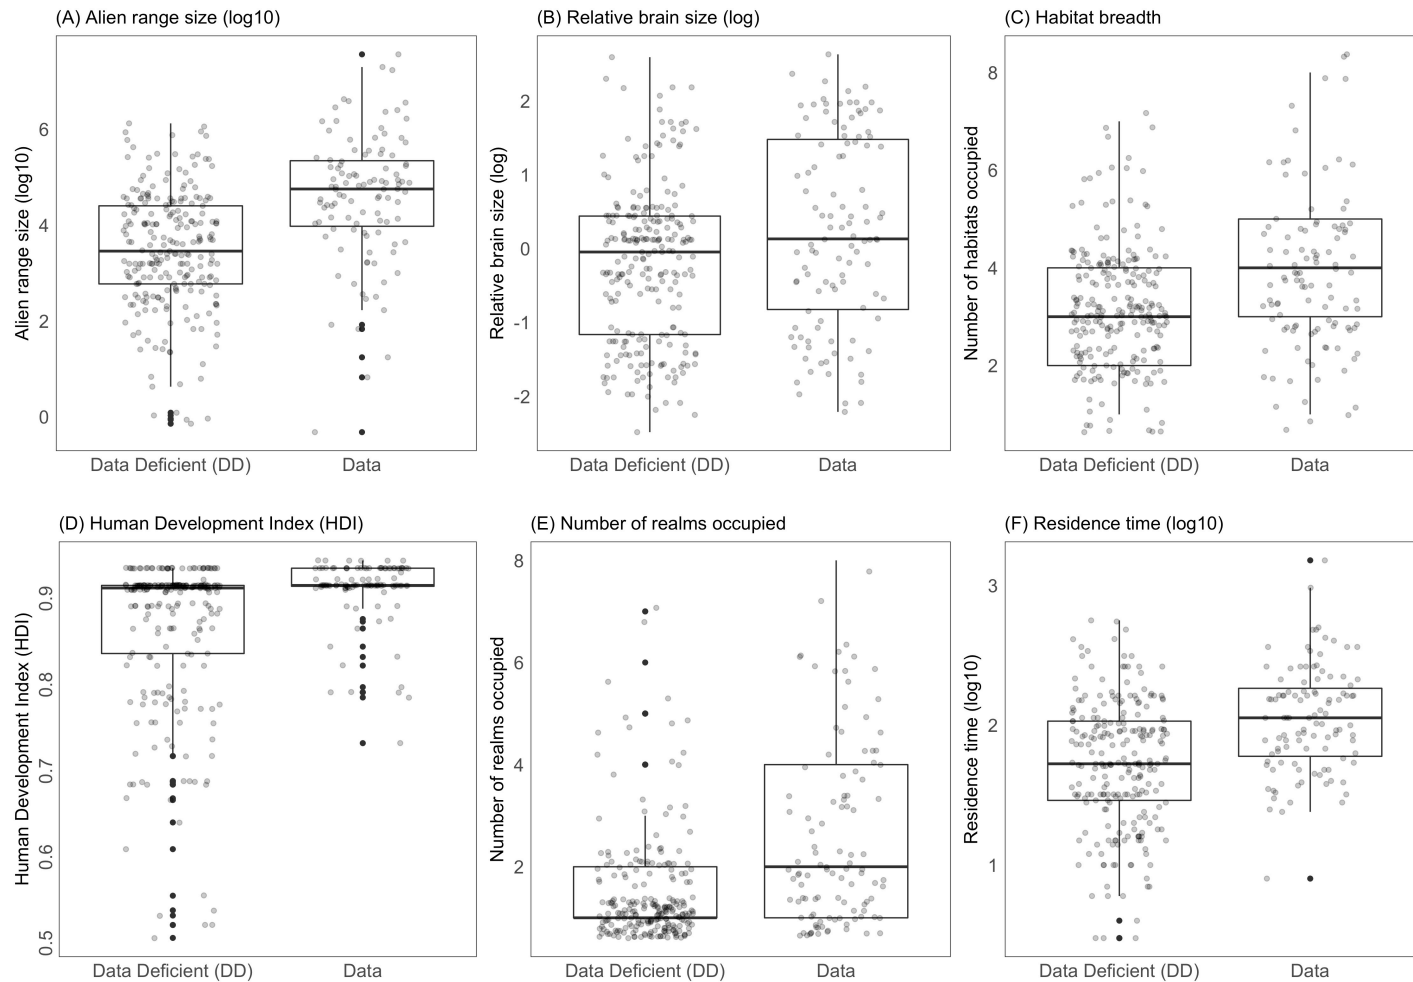 (A) Alien range size (log10)
Alien range size (log10)
6
4
2
0
Data Deficient (DD) Data
(B) Relative brain size (log)
Relative brain size (log)
2
1
0
-1
-2
Data Deficient (DD) Data
(C) Habitat breadth
Number of habitats occupied
8
6
4
2
Data Deficient (DD) Data
(D) Human Development Index (HDI)
Human Development Index (HDI)
0.9
0.8
0.7
0.6
0.5
Data Deficient (DD) Data
(E) Number of realms occupied
Number of realms occupied
8
6
4
2
Data Deficient (DD) Data
(F) Residence time (log10)
Residence time (log10)
3
2
1
Data Deficient (DD) Data